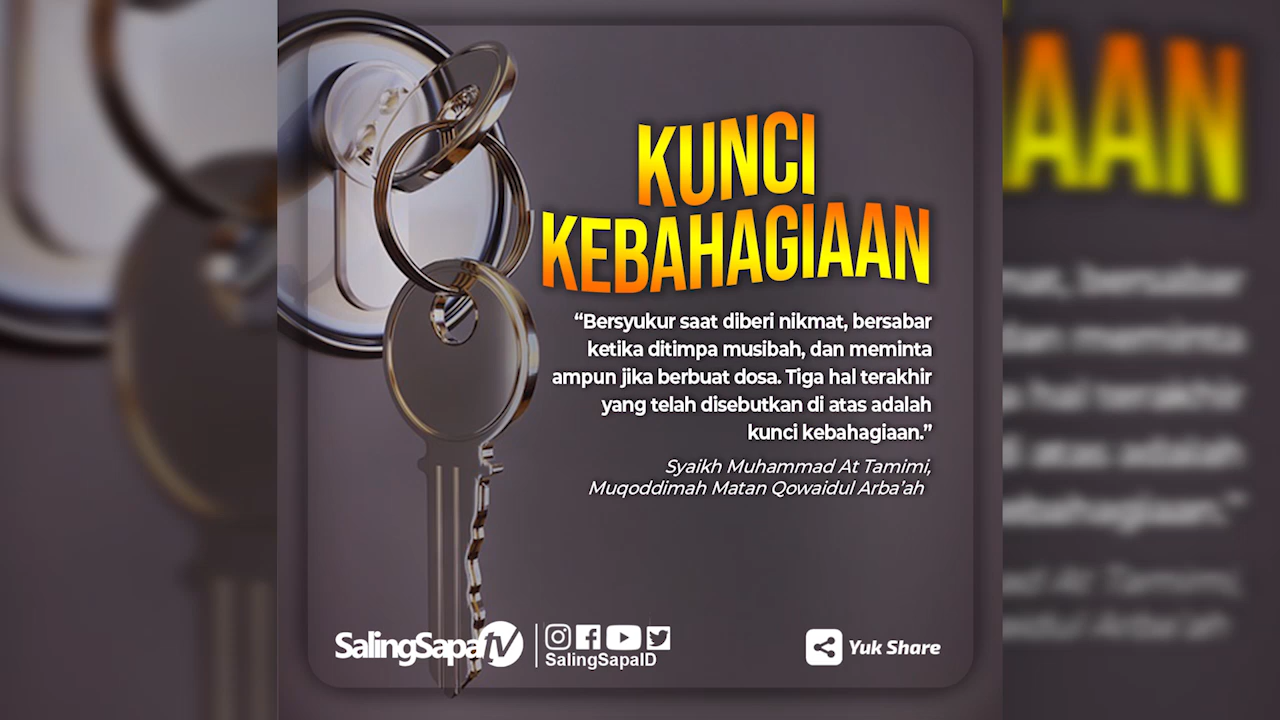 KUNCI
KEBAHAGIAAN
“Bersyukur saat diberi nikmat, bersabar
ketika ditimpa musibah, dan meminta
ampun jika berbuat dosa. Tiga hal terakhir
yang telah disebutkan di atas adalah
kunci kebahagiaan.”
Syaikh Muhammad At Tamimi,
Muqoddimah Matan Qowaidul Arba’ah
SalingSapa tv
SalingSapaID
Yuk Share